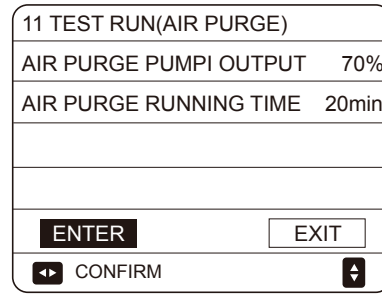 11 TEST RUN(AIR PURGE)
AIR PURGE PUMPI OUTPUT 70%
AIR PURGE RUNNING TIME 20min
ENTER EXIT
CONFIRM